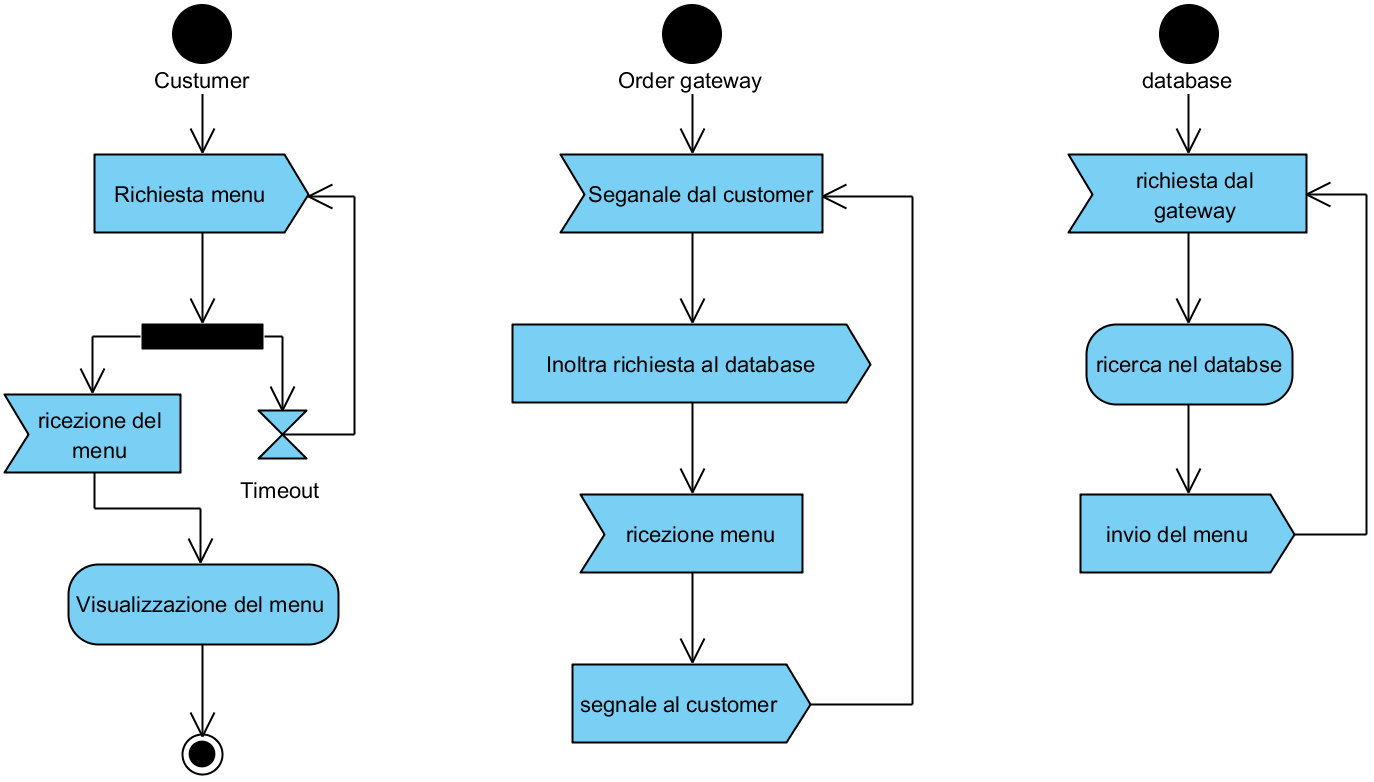 Custumer
Richiesta menu
ricezione del
menu
Timeout
Visualizzazione del menu
Order gateway
Seganale dal customer
Inoltra richiesta al database
ricezione menu
segnale al customer
database
richiesta dal
gateway
ricerca nel databse
invio del menu